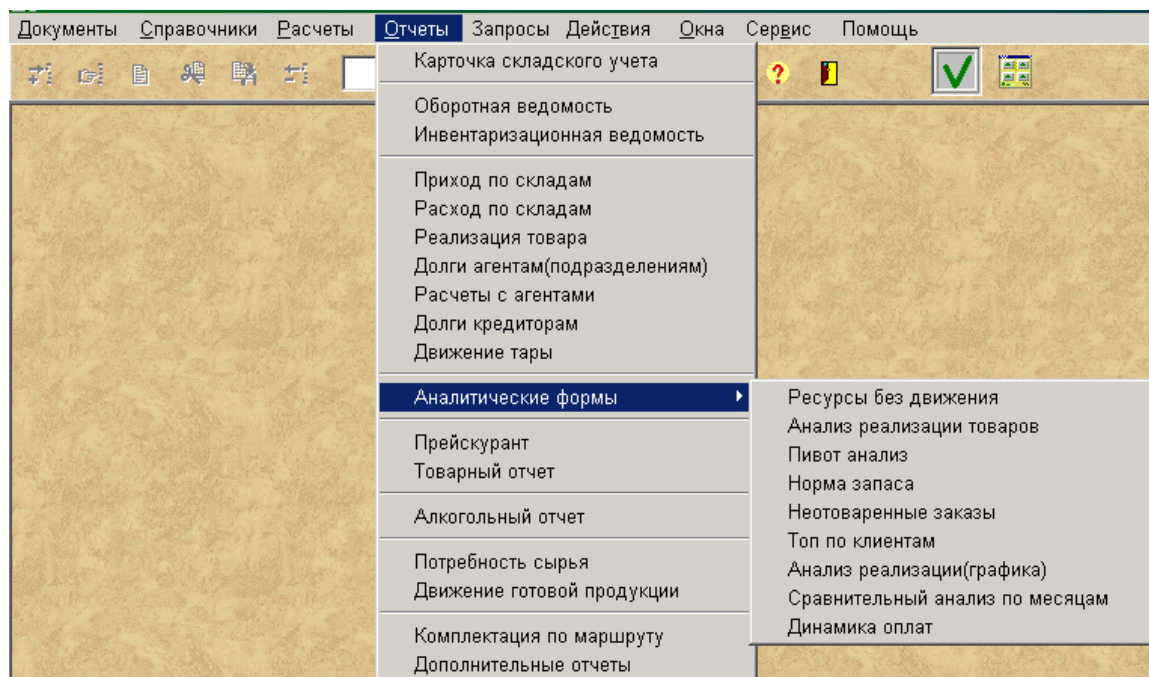 Документы Справочники Расчеты Отчеты Запросы Действия Окна Сервис Помощь
Карточка складского учета
Оборотная ведомость
Инвентаризационная ведомость
Приход по складам
Расход по складам
Реализация товара
Долги агентам(подразделениям)
Расчеты с агентами
Долги кредиторам
Движение тары
Аналитические формы
Прейскурант
Товарный отчет
Алкогольный отчет
Потребность сырья
Движение готовой продукции
Комплектация по маршруту
Дополнительные отчеты
Ресурсы без движения
Анализ реализации товаров
Пивот анализ
Норма запаса
Неотоваренные заказы
Топ по клиентам
Анализ реализации(графика)
Сравнительный анализ по месяцам
Динамика оплат